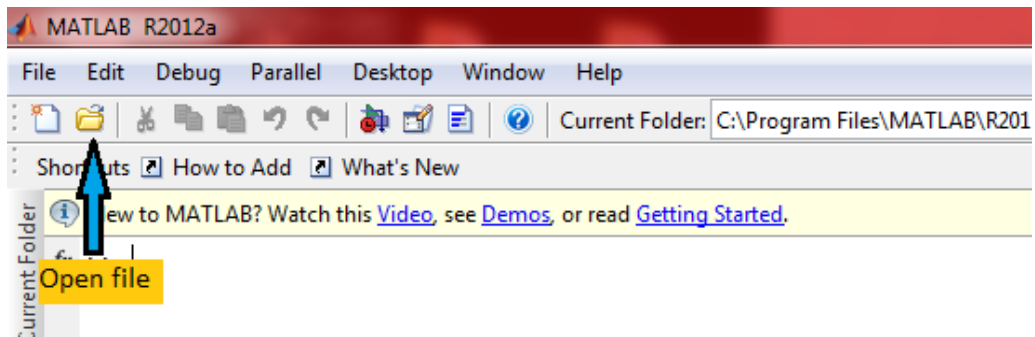 MATLAB R2012a
File Edit Debug Parallel Desktop Window Help
Current Folder: C:\Program Files\MATLAB\R201
How to Add What's New
to MATLAB? Watch this Video, see Demos, or read Getting Started.
Current Folder
Open file